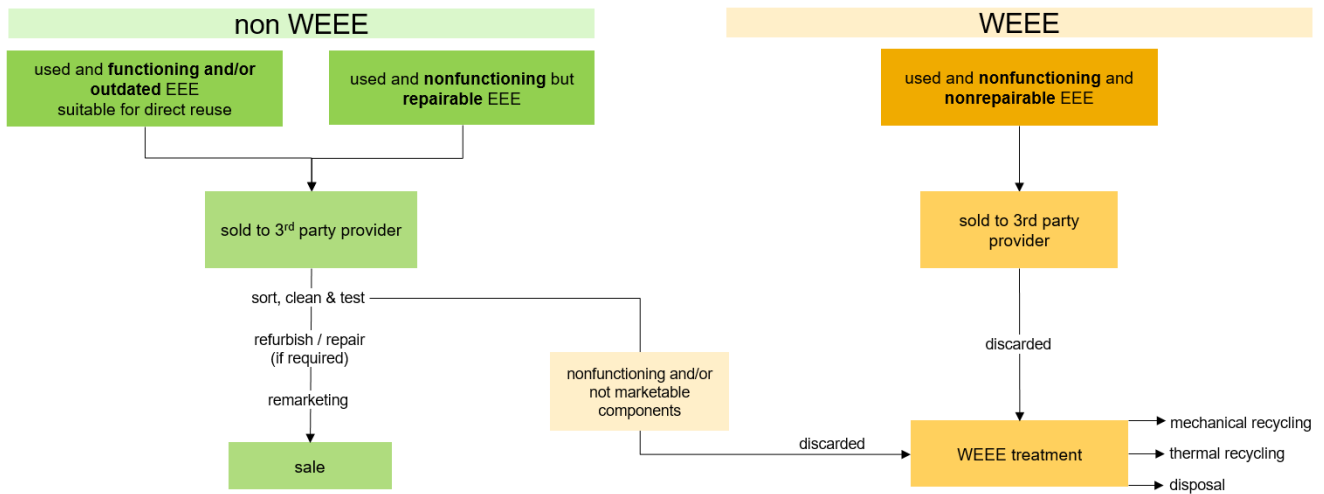 non WEEE
WEEE
used and functioning and/or
outdated EEE
suitable for direct reuse
used and nonfunctioning but
repairable EEE
used and nonfunctioning and
nonrepairable EEE
sold to 3rd party provider
sold to 3rd party
provider
sort, clean & test
refurbish / repair
(if required)
remarketing
sale
nonfunctioning and/or
not marketable
components
discarded
discarded
WEEE treatment
mechanical recycling
thermal recycling
disposal